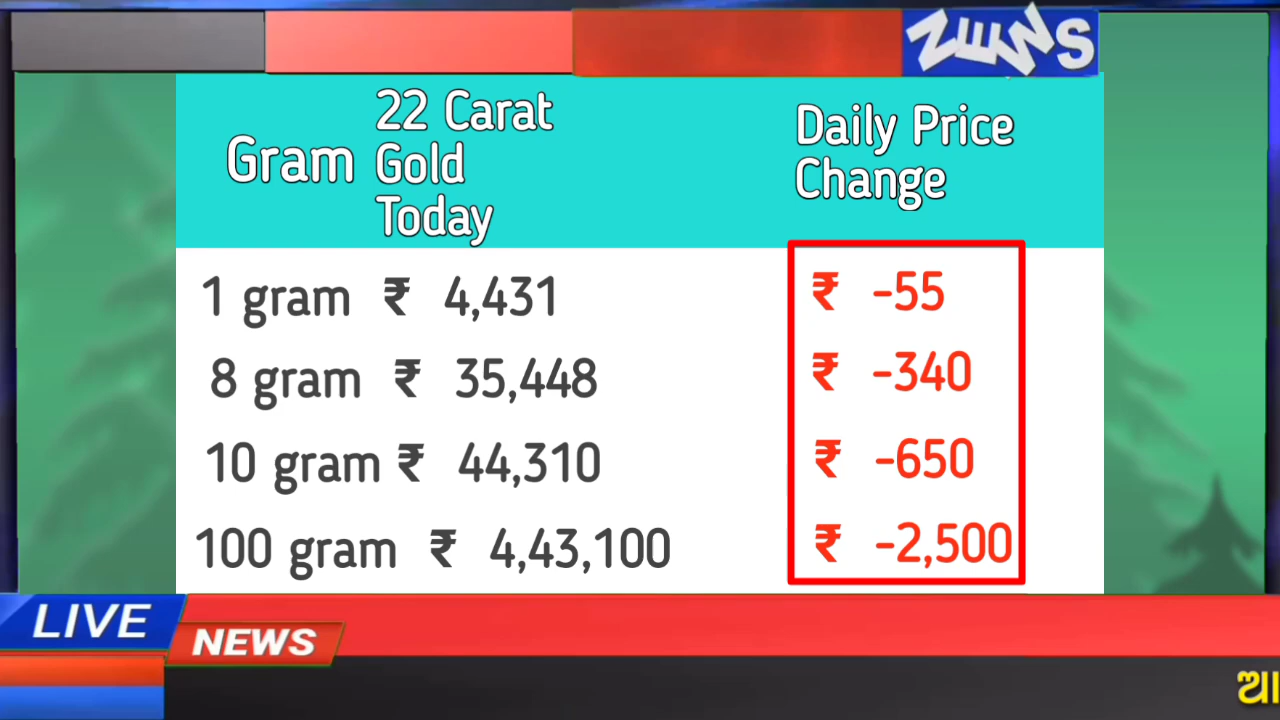 ZEWS
Gram 22 Carat Gold Today Daily Price Change
1 gram ₹ 4,431 ₹ -55
8 gram ₹ 35,448 ₹ -340
10 gram ₹ 44,310 ₹ -650
100 gram ₹ 4,43,100 ₹ -2,500
LIVE
NEWS